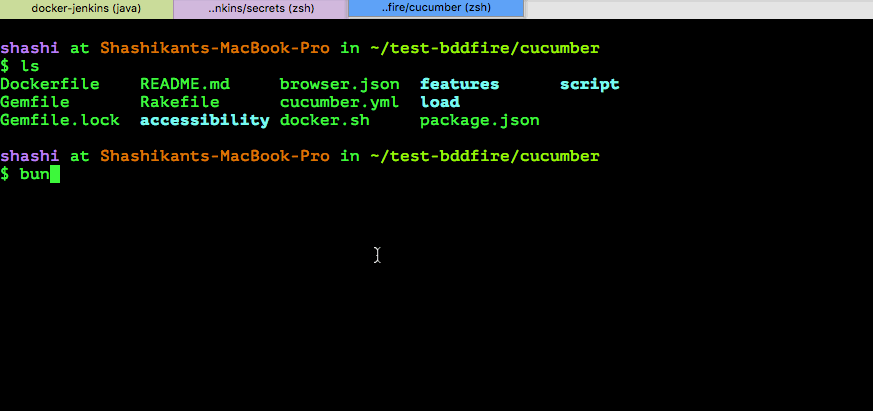 docker-jenkins (java) ..nkins/secrets (zsh) ..fire/cucumber (zsh)
shashi at Shashikants-MacBook-Pro in ~/test-bddfire/cucumber
$ ls
Dockerfile README.md browser.json features script
Gemfile Rakefile cucumber.yml load
Gemfile.lock accessibility docker.sh package.json
shashi at Shashikants-MacBook-Pro in ~/test-bddfire/cucumber
$ bun